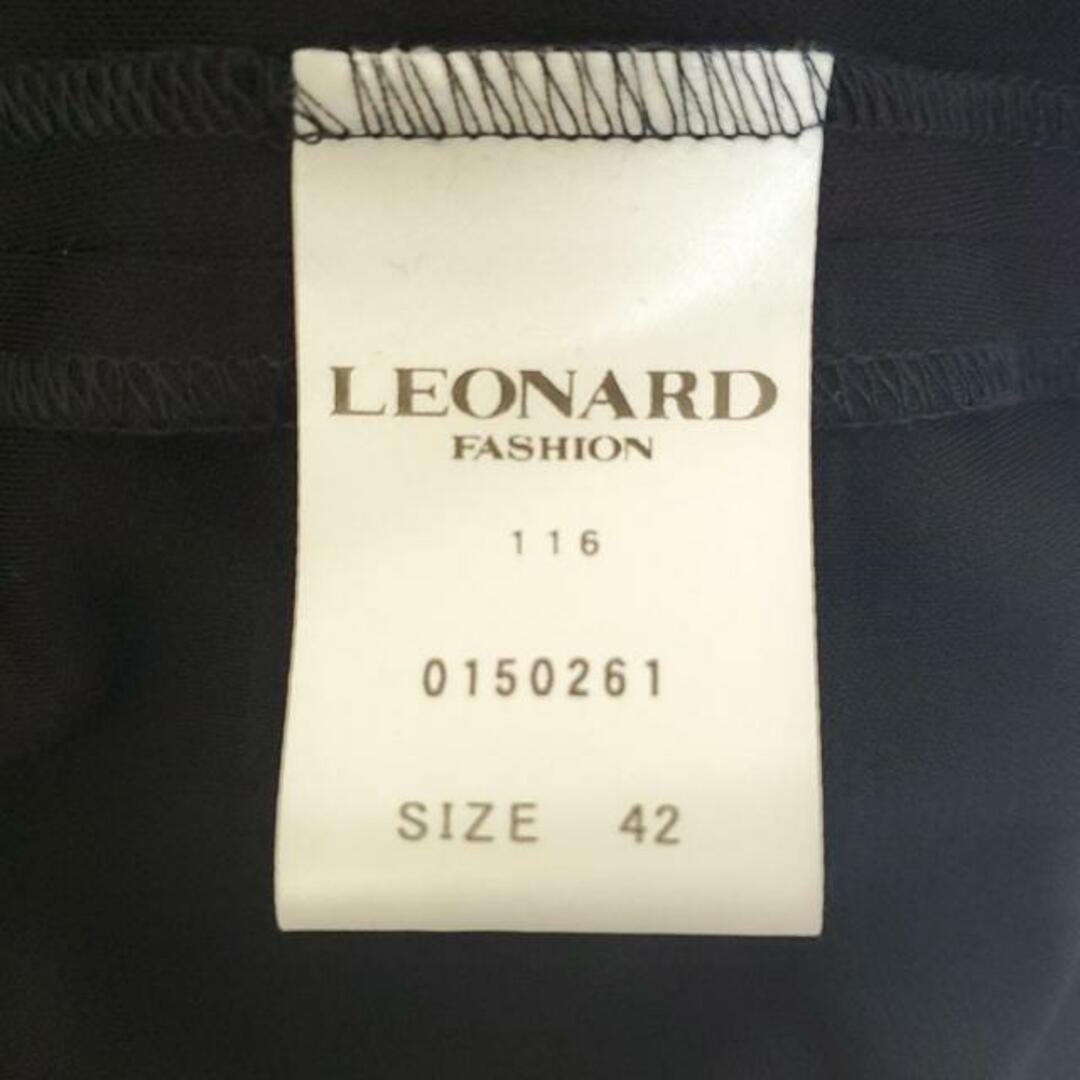 LEONARD
FASHION
116
0150261
SIZE 42